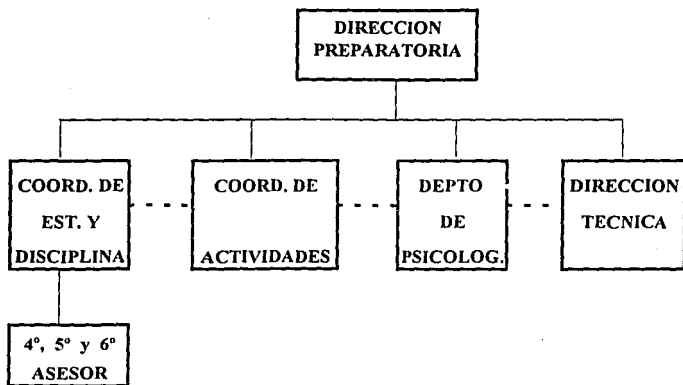 DIRECCION
PREPARATORIA
COORD. DE
EST. Y
DISCIPLINA
COORD. DE
ACTIVIDADES
DEPTO
DE
PSICOLOG.
DIRECCION
TECNICA
4º, 5º y 6º
ASESOR